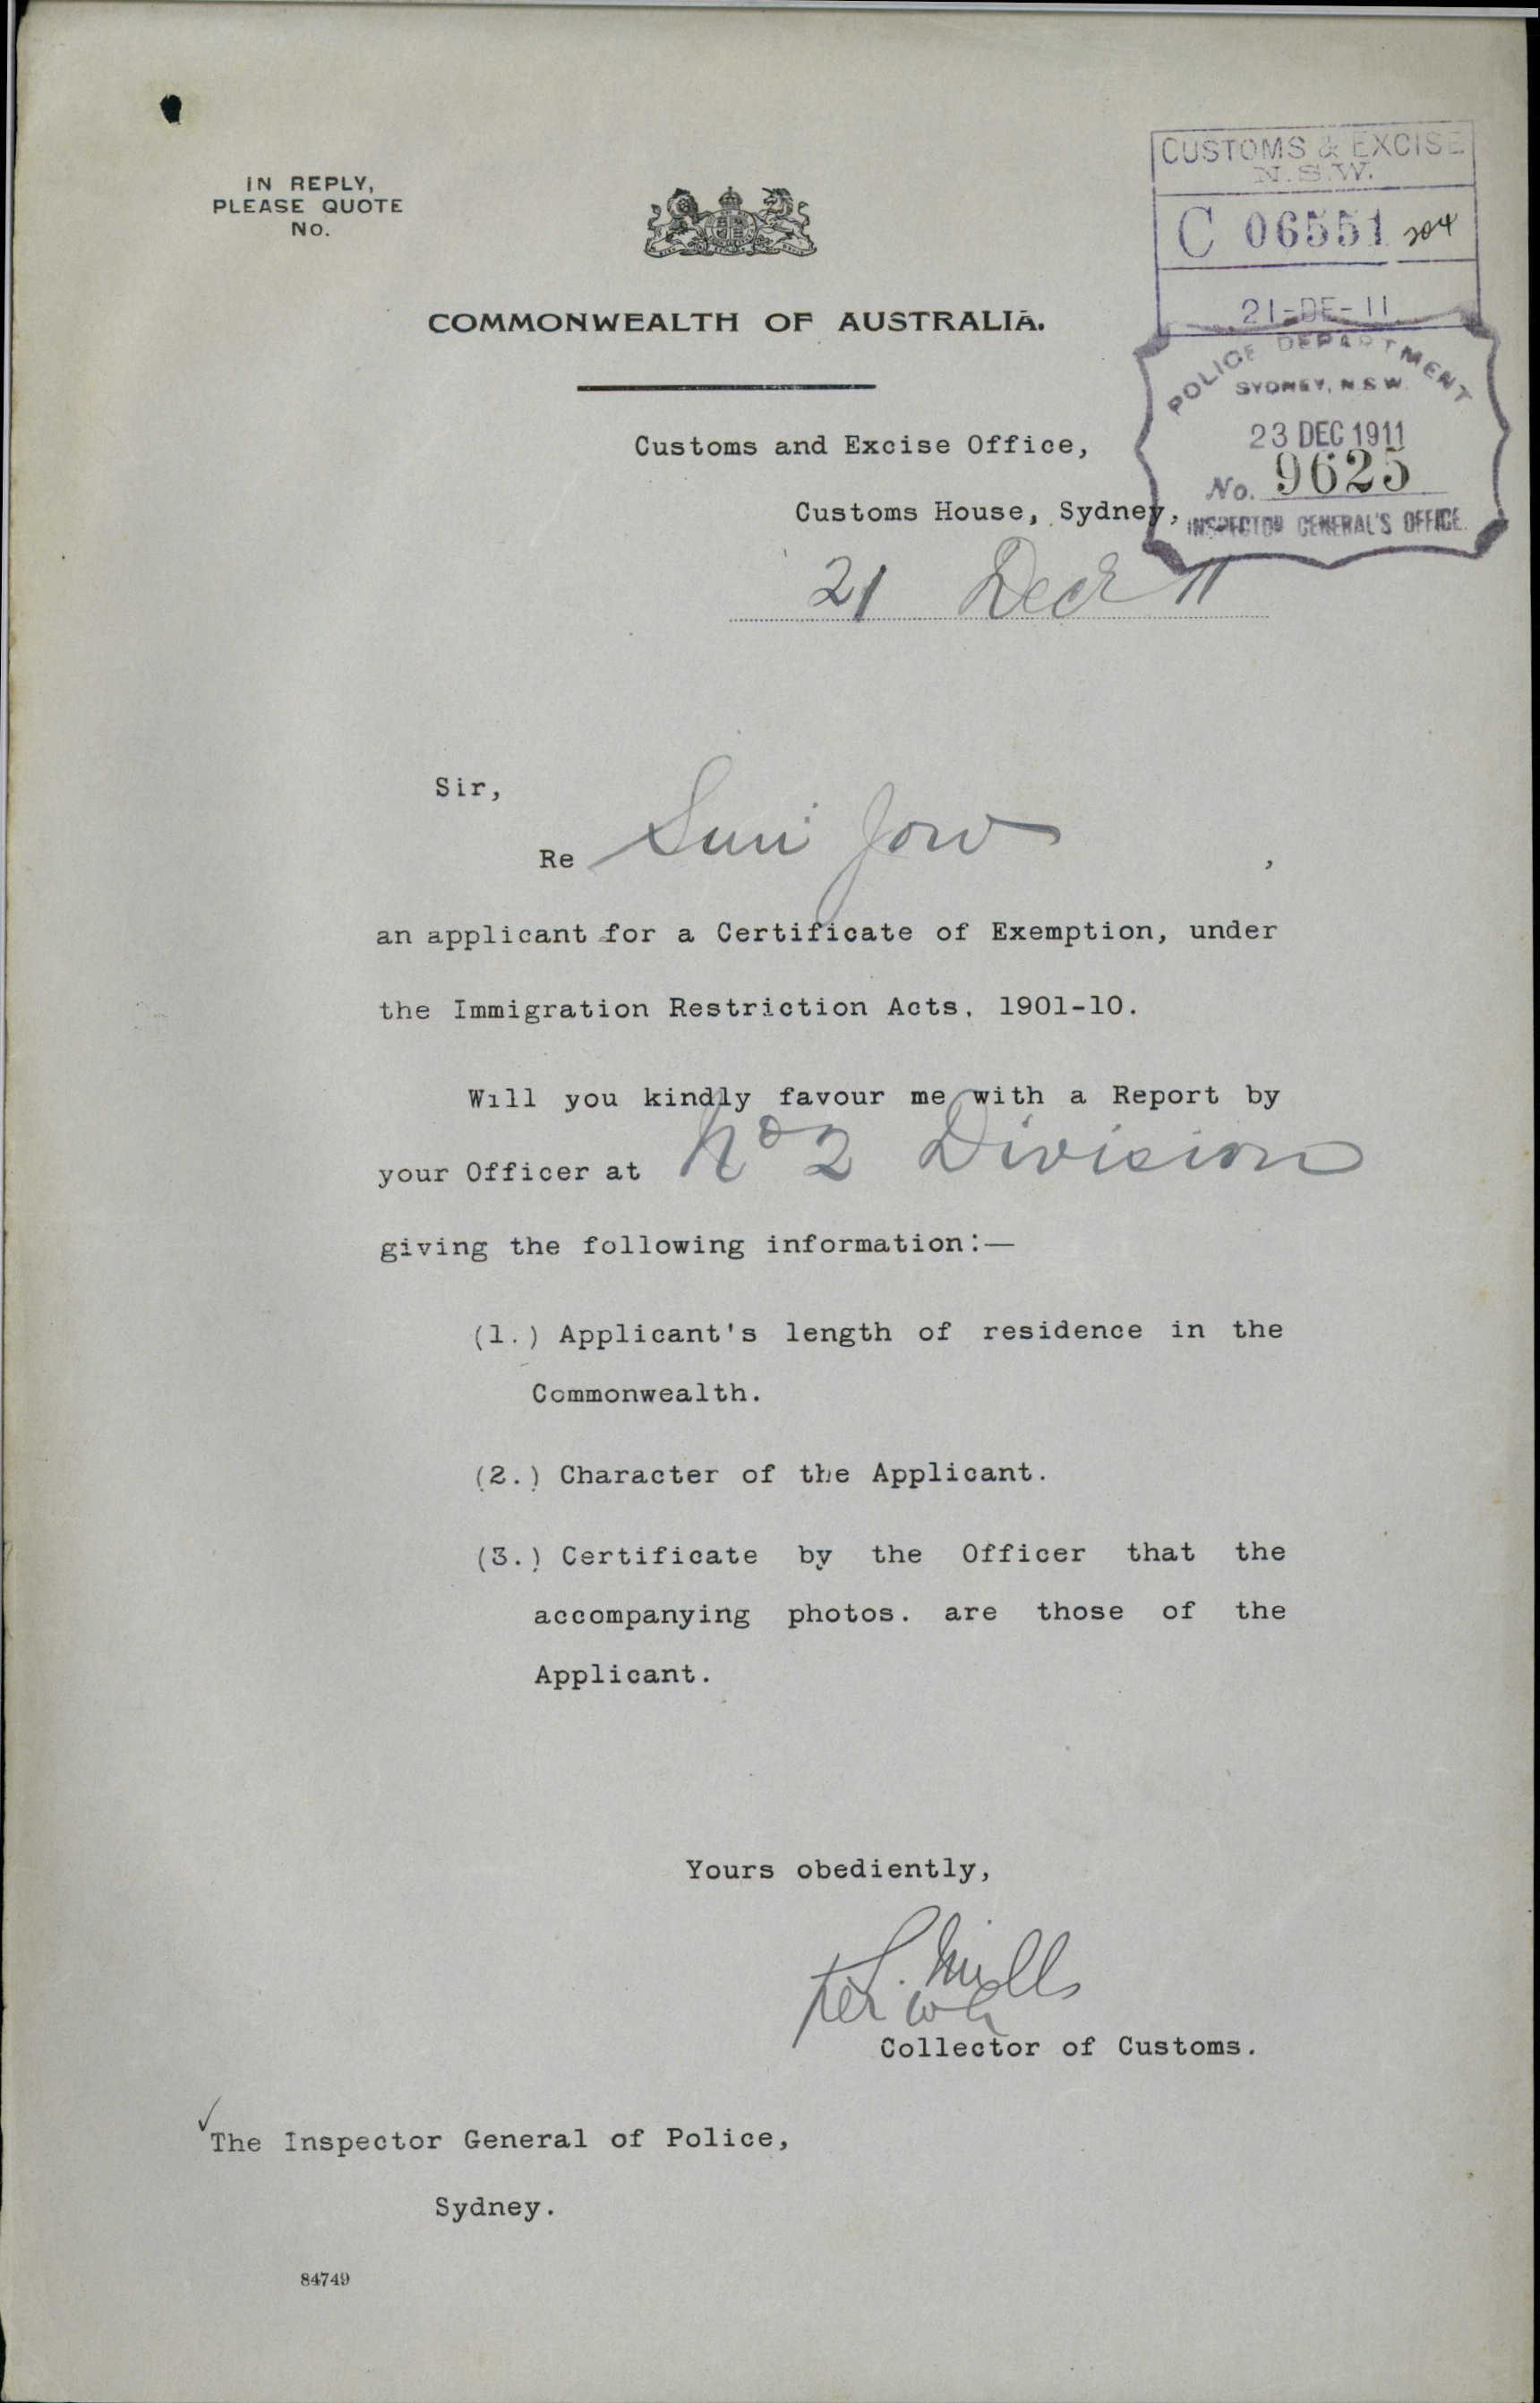 IN REPLY,
PLEASE QUOTE
No.
CUSTOMS & EXCISE
N.S.W.
C 06551 204
21-DE-11
COMMONWEALTH OF AUSTRALIA.
POLICE DEPARTMENT
SYDNEY, N.S.W.
23 DEC 1911
No. 9625
INSPECTOR GENERAL'S OFFICE
Customs and Excise Office,
Customs House, Sydney,
21 Decr 11
Sir,
Re Sun Jow,
an applicant for a Certificate of Exemption, under
the Immigration Restriction Acts, 1901-10.
Will you kindly favour me with a Report by
your Officer at No 2 Division
giving the following information:—
(1.) Applicant's length of residence in the
Commonwealth.
(2.) Character of the Applicant.
(3.) Certificate by the Officer that the
accompanying photos. are those of the
Applicant.
Yours obediently,
S. Mills
per
Collector of Customs.
The Inspector General of Police,
Sydney.
84749